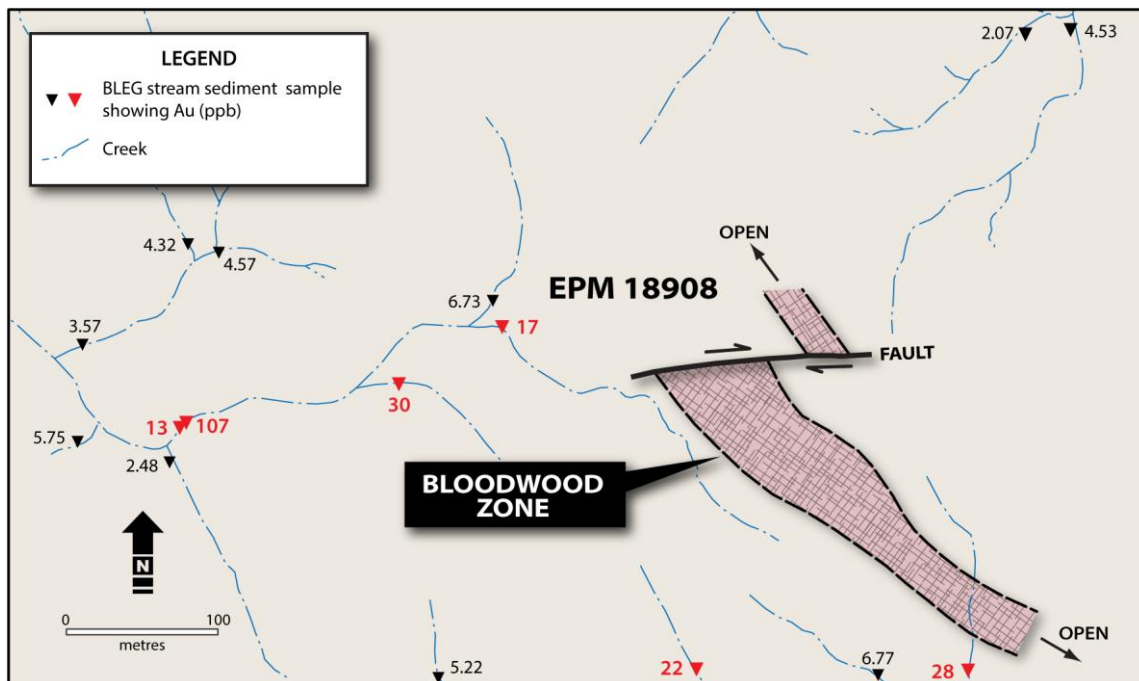 LEGEND
BLEG stream sediment sample
showing Au (ppb)
Creek
2.07
4.53
4.32
4.57
OPEN
EPM 18908
6.73
17
3.57
FAULT
30
13
107
5.75
2.48
BLOODWOOD
ZONE
N
0
100
metres
OPEN
5.22
22
6.77
28